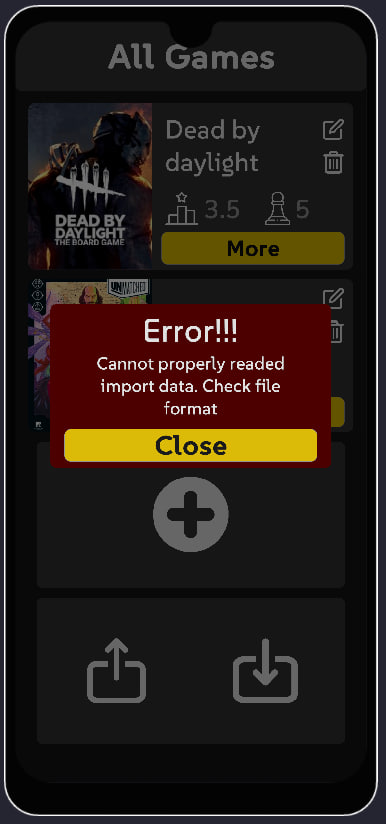 All Games
Dead by
daylight
3.5
5
DEAD BY
DAYLIGHT
THE BOARD GAME
More
UNMATCHED
Error!!!
Cannot properly readed
import data. Check file
format
Close